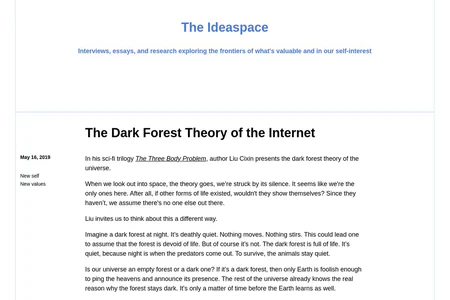 The Ideaspace
Interviews, essays, and research exploring the frontiers of what's valuable and in our self-interest
The Dark Forest Theory of the Internet
May 16, 2019
New self
New values
In his sci-fi trilogy The Three Body Problem, author Liu Cixin presents the dark forest theory of the
universe.
When we look out into space, the theory goes, we're struck by its silence. It seems like we're the
only ones here. After all, if other forms of life existed, wouldn't they show themselves? Since they
haven't, we assume there's no one else out there.
Liu invites us to think about this a different way.
Imagine a dark forest at night. It's deathly quiet. Nothing moves. Nothing stirs. This could lead one
to assume that the forest is devoid of life. But of course it's not. The dark forest is full of life. It's
quiet, because night is when the predators come out. To survive, the animals stay quiet.
Is our universe an empty forest or a dark one? If it's a dark forest, then only Earth is foolish enough
to ping the heavens and announce its presence. The rest of the universe already knows the real
reason why the forest stays dark. It's only a matter of time before the Earth learns as well.